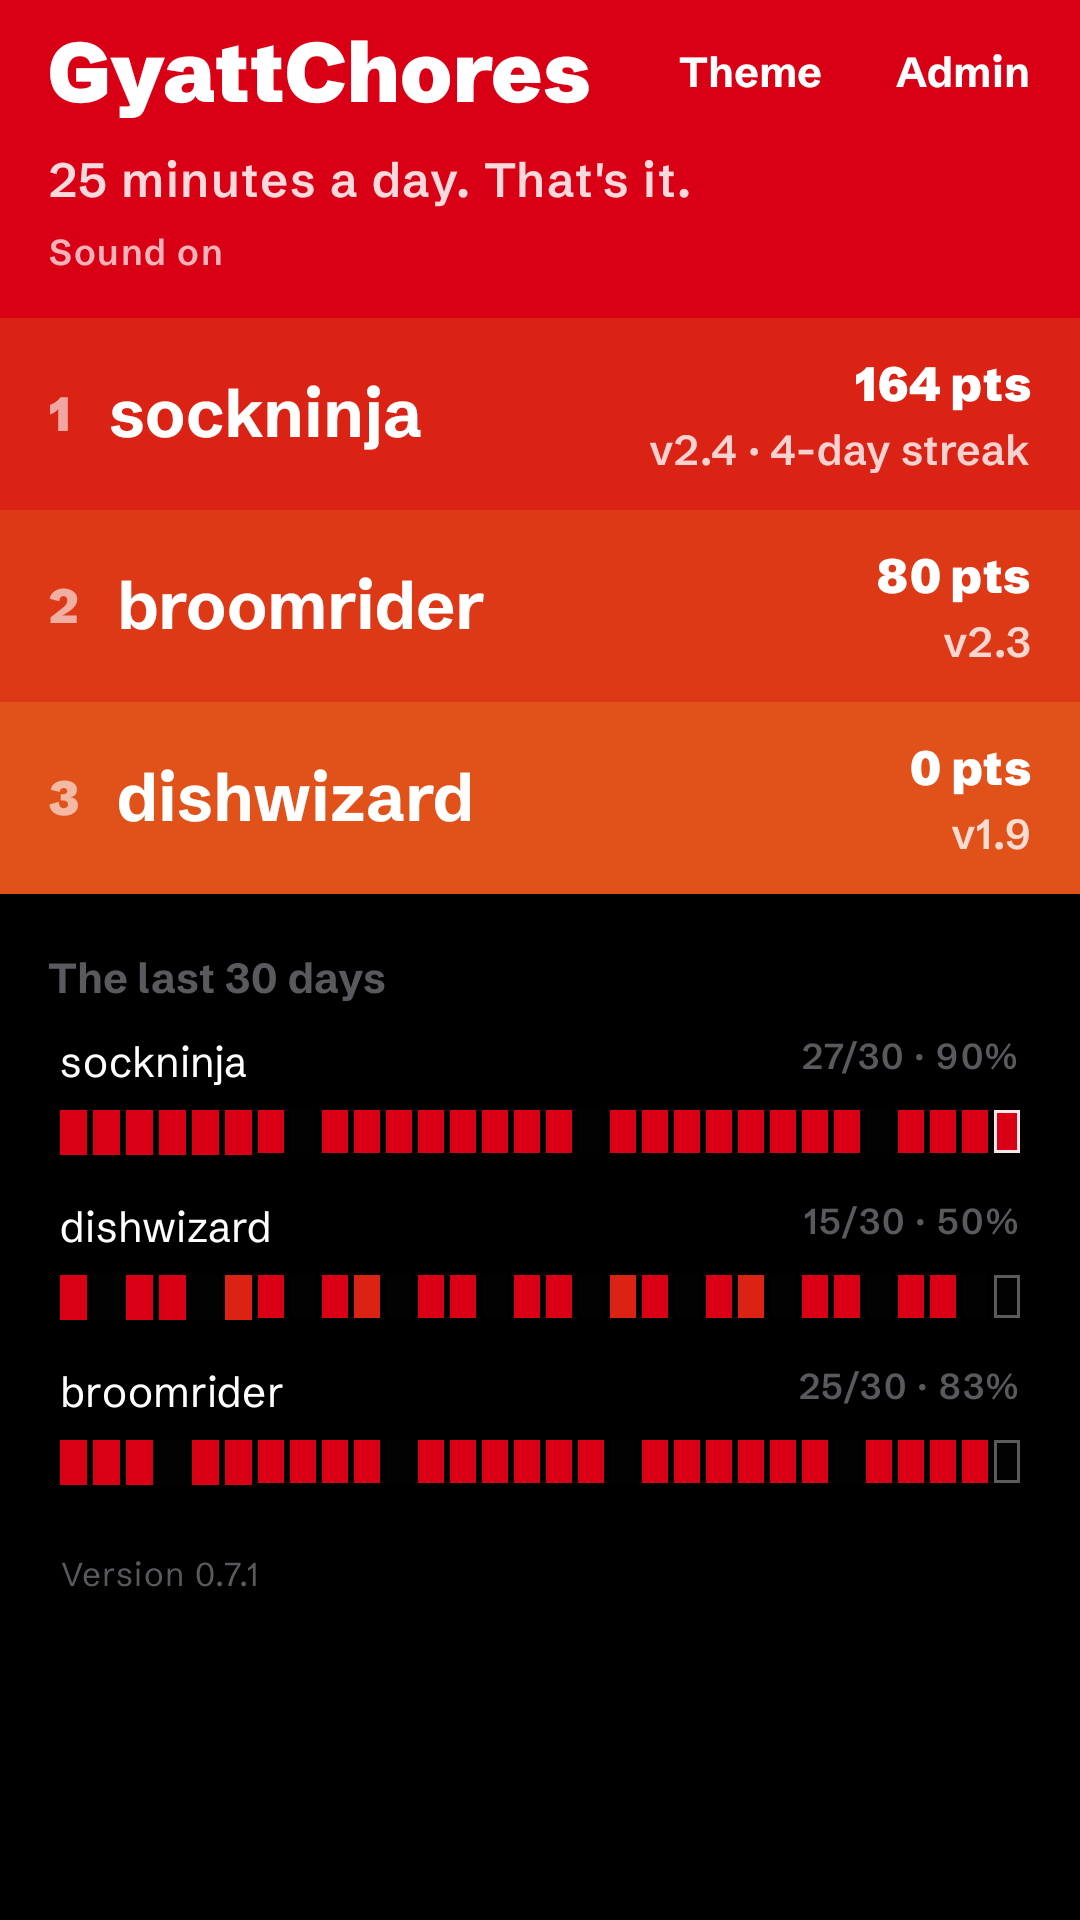 GyattChores
Theme
Admin
25 minutes a day. That's it.
Sound on
1 sockninja
164 pts
v2.4 · 4-day streak
2 broomrider
80 pts
v2.3
3 dishwizard
0 pts
v1.9
The last 30 days
sockninja
27/30 · 90%
dishwizard
15/30 · 50%
broomrider
25/30 · 83%
Version 0.7.1